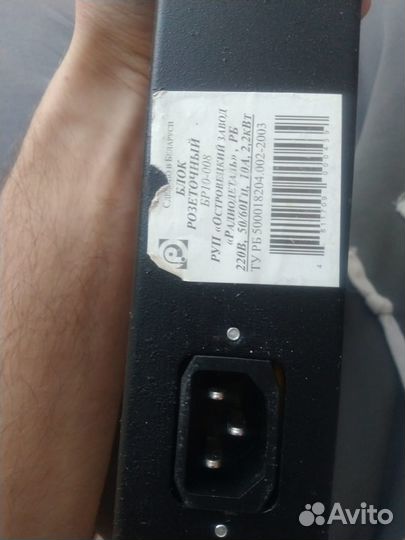 СДЕЛАНО В БЕЛАРУСИ
БЛОК
РОЗЕТОЧНЫЙ
БР10-008
РУП «ОСТРОВЕЦКИЙ ЗАВОД
«РАДИОДЕТАЛЬ», РБ
220В, 50/60Гц, 10А, 2,2кВт
ТУ РБ 500018204.002-2003
Avito